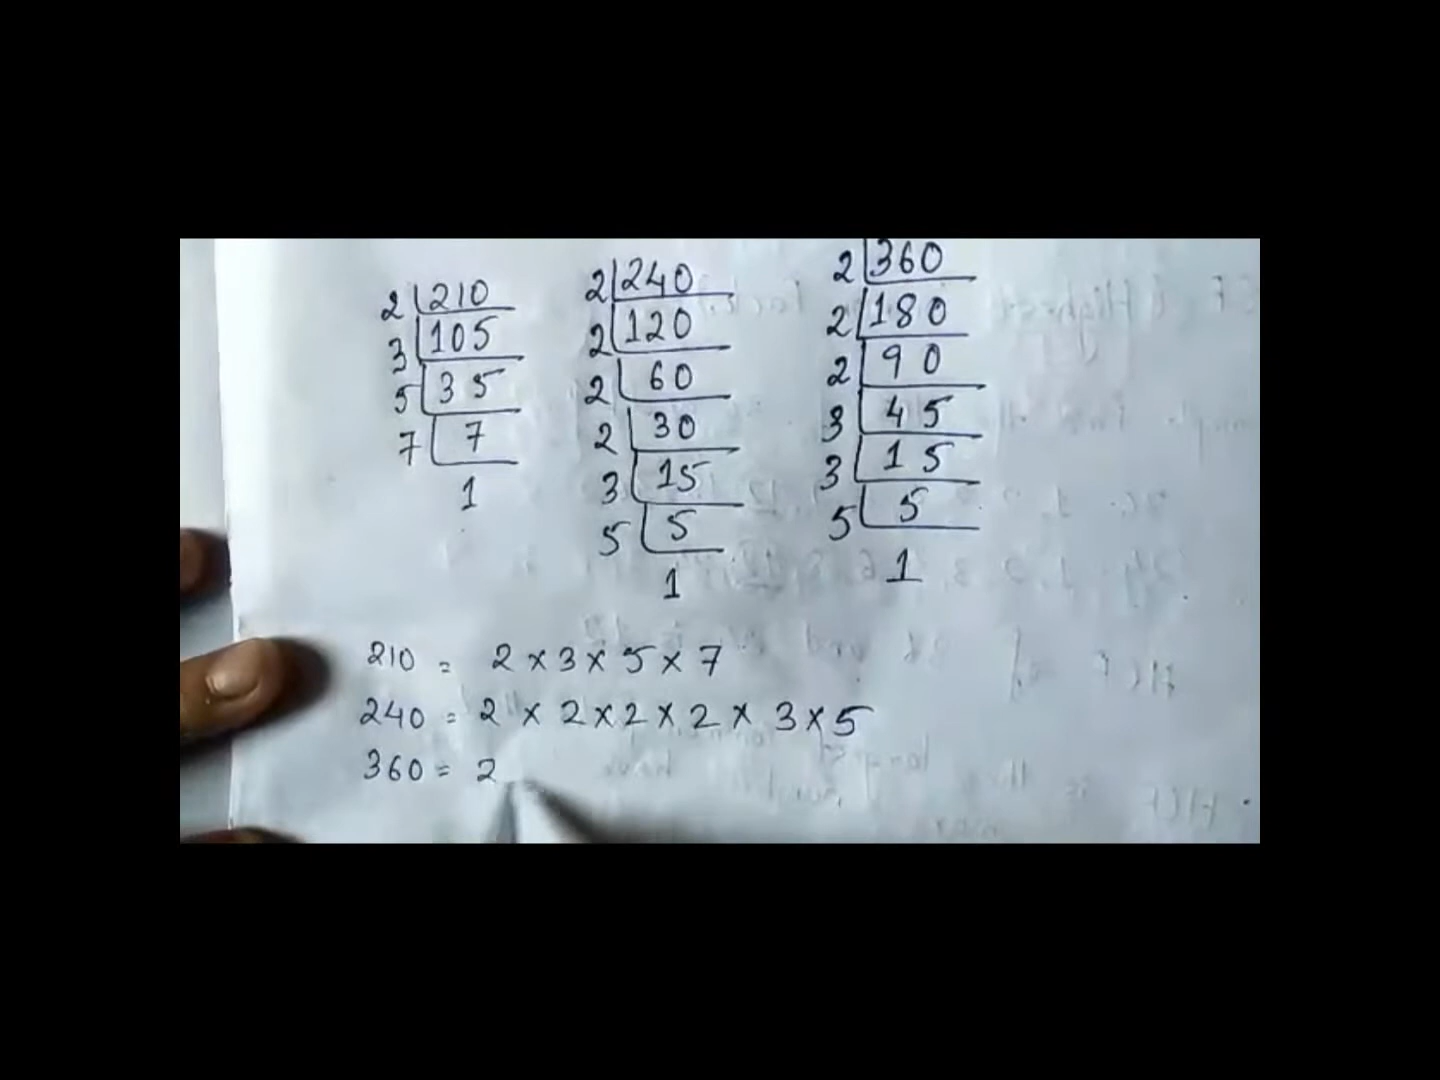 2 | 210
3 | 105
5 | 35
7 | 7
1
2 | 240
2 | 120
2 | 60
2 | 30
3 | 15
5 | 5
1
2 | 360
2 | 180
2 | 90
3 | 45
3 | 15
5 | 5
1
210 = 2 × 3 × 5 × 7
240 = 2 × 2 × 2 × 2 × 3 × 5
360 = 2